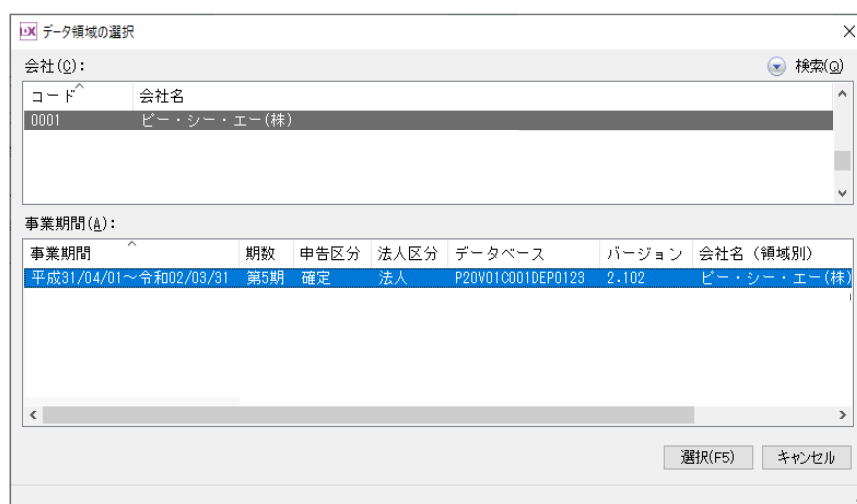 DX データ領域の選択
会社(C): 検索(Q)
コード 会社名
0001 ピー・シー・エー(株)
事業期間(A):
事業期間 期数 申告区分 法人区分 データベース バージョン 会社名（領域別）
平成31/04/01～令和02/03/31 第5期 確定 法人 P20V01C001DEP0123 2.102 ピー・シー・エー(株)
選択(F5) キャンセル